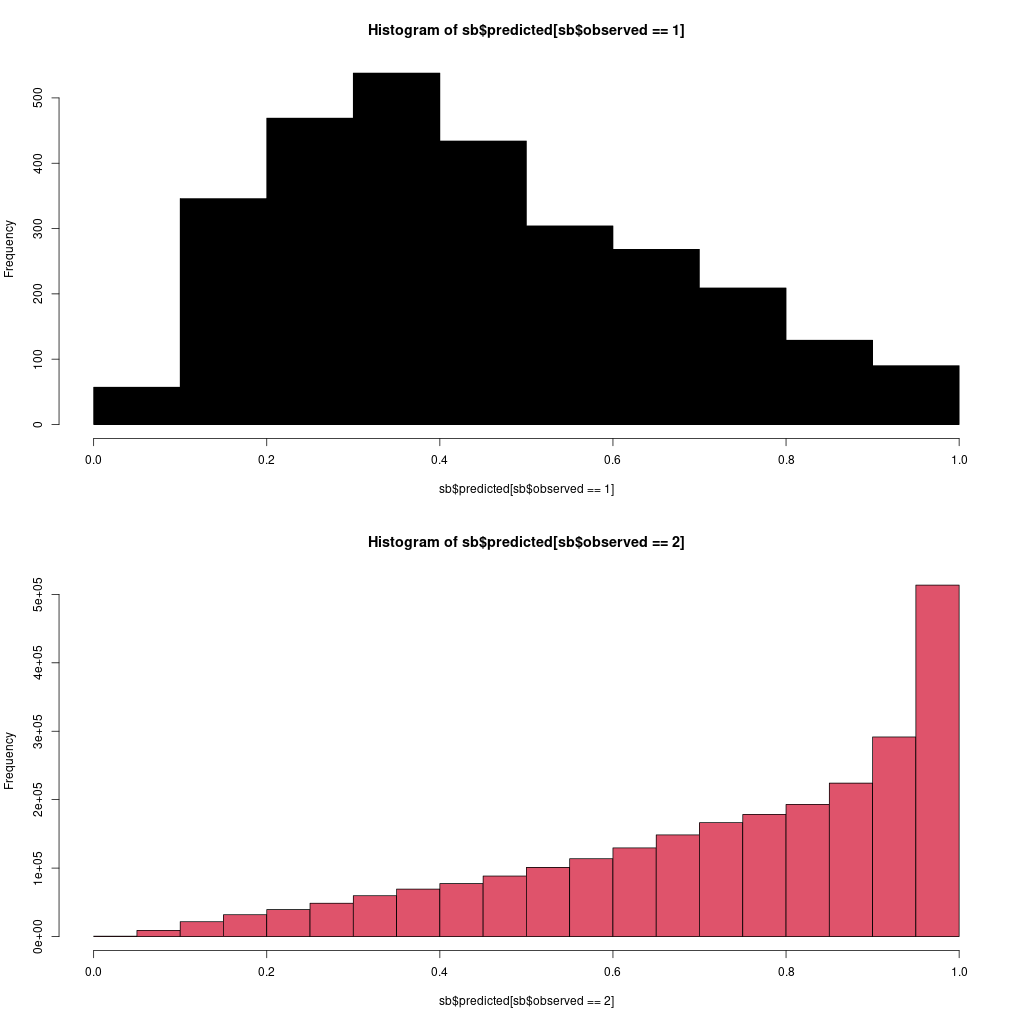 Histogram of sb$predicted[sb$observed == 1]
Frequency
500
400
300
200
100
0
0.0 0.2 0.4 0.6 0.8 1.0
sb$predicted[sb$observed == 1]
Histogram of sb$predicted[sb$observed == 2]
Frequency
5e+05
4e+05
3e+05
2e+05
1e+05
0e+00
0.0 0.2 0.4 0.6 0.8 1.0
sb$predicted[sb$observed == 2]